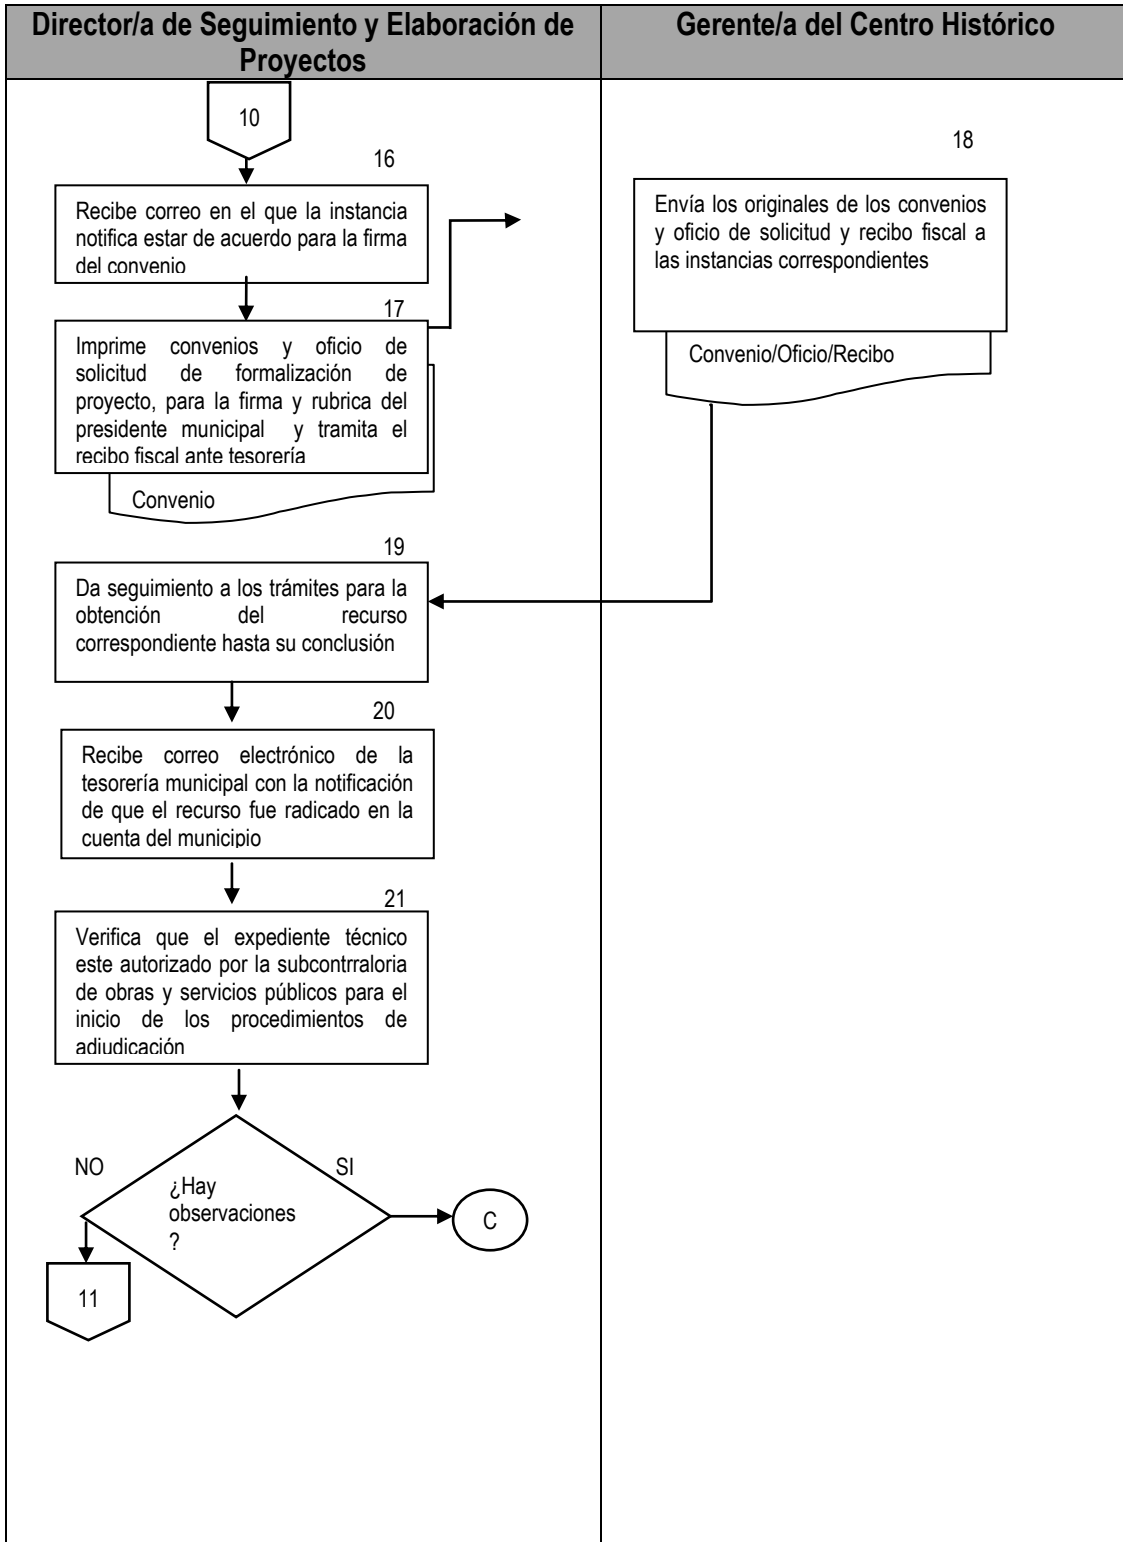 Director/a de Seguimiento y Elaboración de
Proyectos
Gerente/a del Centro Histórico
10
16
Recibe correo en el que la instancia
notifica estar de acuerdo para la firma
del convenio
17
Imprime convenios y oficio de
solicitud de formalización de
proyecto, para la firma y rubrica del
presidente municipal y tramita el
recibo fiscal ante tesorería
Convenio
18
Envía los originales de los convenios
y oficio de solicitud y recibo fiscal a
las instancias correspondientes
Convenio/Oficio/Recibo
19
Da seguimiento a los trámites para la
obtención del recurso
correspondiente hasta su conclusión
20
Recibe correo electrónico de la
tesorería municipal con la notificación
de que el recurso fue radicado en la
cuenta del municipio
21
Verifica que el expediente técnico
este autorizado por la subcontrraloria
de obras y servicios públicos para el
inicio de los procedimientos de
adjudicación
NO
SI
¿Hay
observaciones
?
C
11